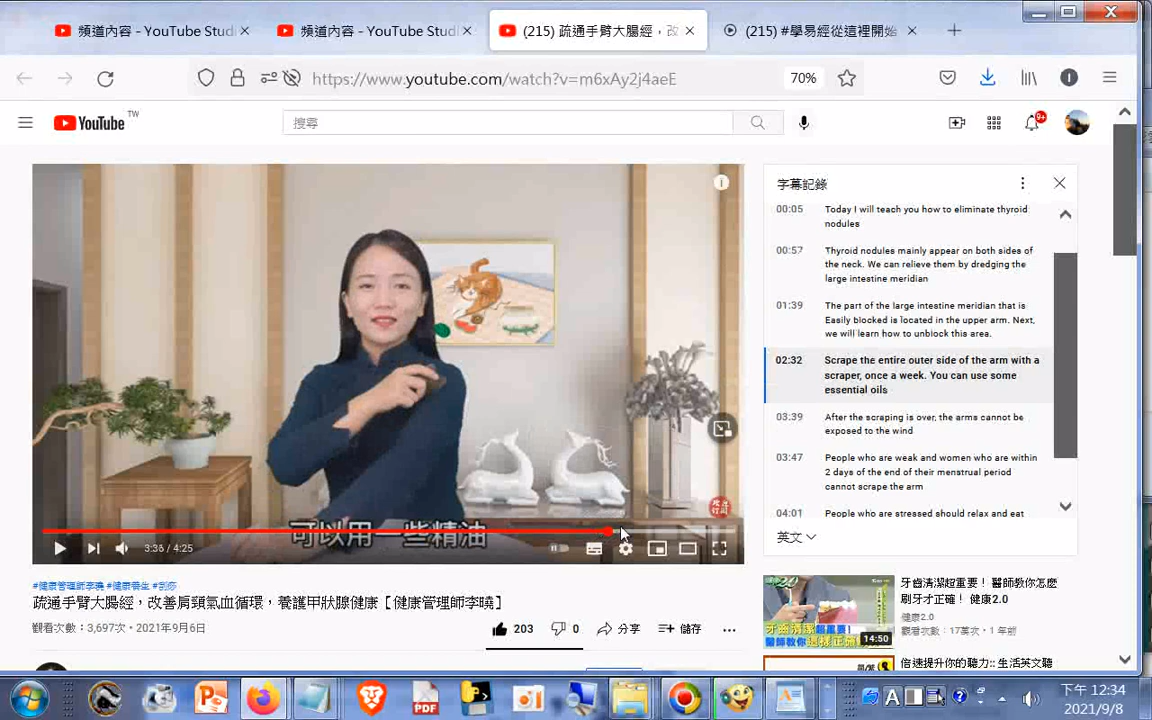 頻道內容 - YouTube Studi
頻道內容 - YouTube Studi
(215) 疏通手臂大腸經，改
(215) #學易經從這裡開始
https://www.youtube.com/watch?v=m6xAy2j4aeE
70%
YouTube TW
搜尋
9+
字幕記錄
00:05 Today I will teach you how to eliminate thyroid
nodules
00:57 Thyroid nodules mainly appear on both sides of
the neck. We can relieve them by dredging the
large intestine meridian
01:39 The part of the large intestine meridian that is
Easily blocked is located in the upper arm. Next,
we will learn how to unblock this area.
02:32 Scrape the entire outer side of the arm with a
scraper, once a week. You can use some
essential oils
03:39 After the scraping is over, the arms cannot be
exposed to the wind
03:47 People who are weak and women who are within
2 days of the end of their menstrual period
cannot scrape the arm
04:01 People who are stressed should relax and eat
英文
可以用一些精油
3:36 / 4:25
#健康管理師李曉 #健康養生 #刮痧
疏通手臂大腸經，改善肩頸氣血循環，養護甲狀腺健康【健康管理師李曉】
觀看次數：3,697次・2021年9月6日
203
0
分享
儲存
牙齒清潔超重要！ 醫師教你怎麼
刷牙才正確！ 健康2.0
健康2.0
觀看次數：17萬次・1 年前
14:50
倍速提升你的聽力:: 生活英文聽
PDF
A
下午 12:34
2021/9/8